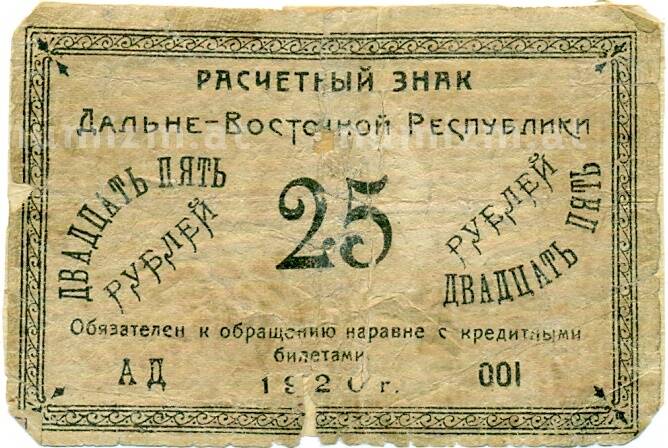 РАСЧЕТНЫЙ ЗНАК
ДАЛЬНЕ-ВОСТОЧНОЙ РЕСПУБЛИКИ
ДВАДЦАТЬ ПЯТЬ
РУБЛЕЙ
25
РУБЛЕЙ
ДВАДЦАТЬ ПЯТЬ
Обязателен к обращению наравне с кредитными
билетами
АД
1920 г.
001